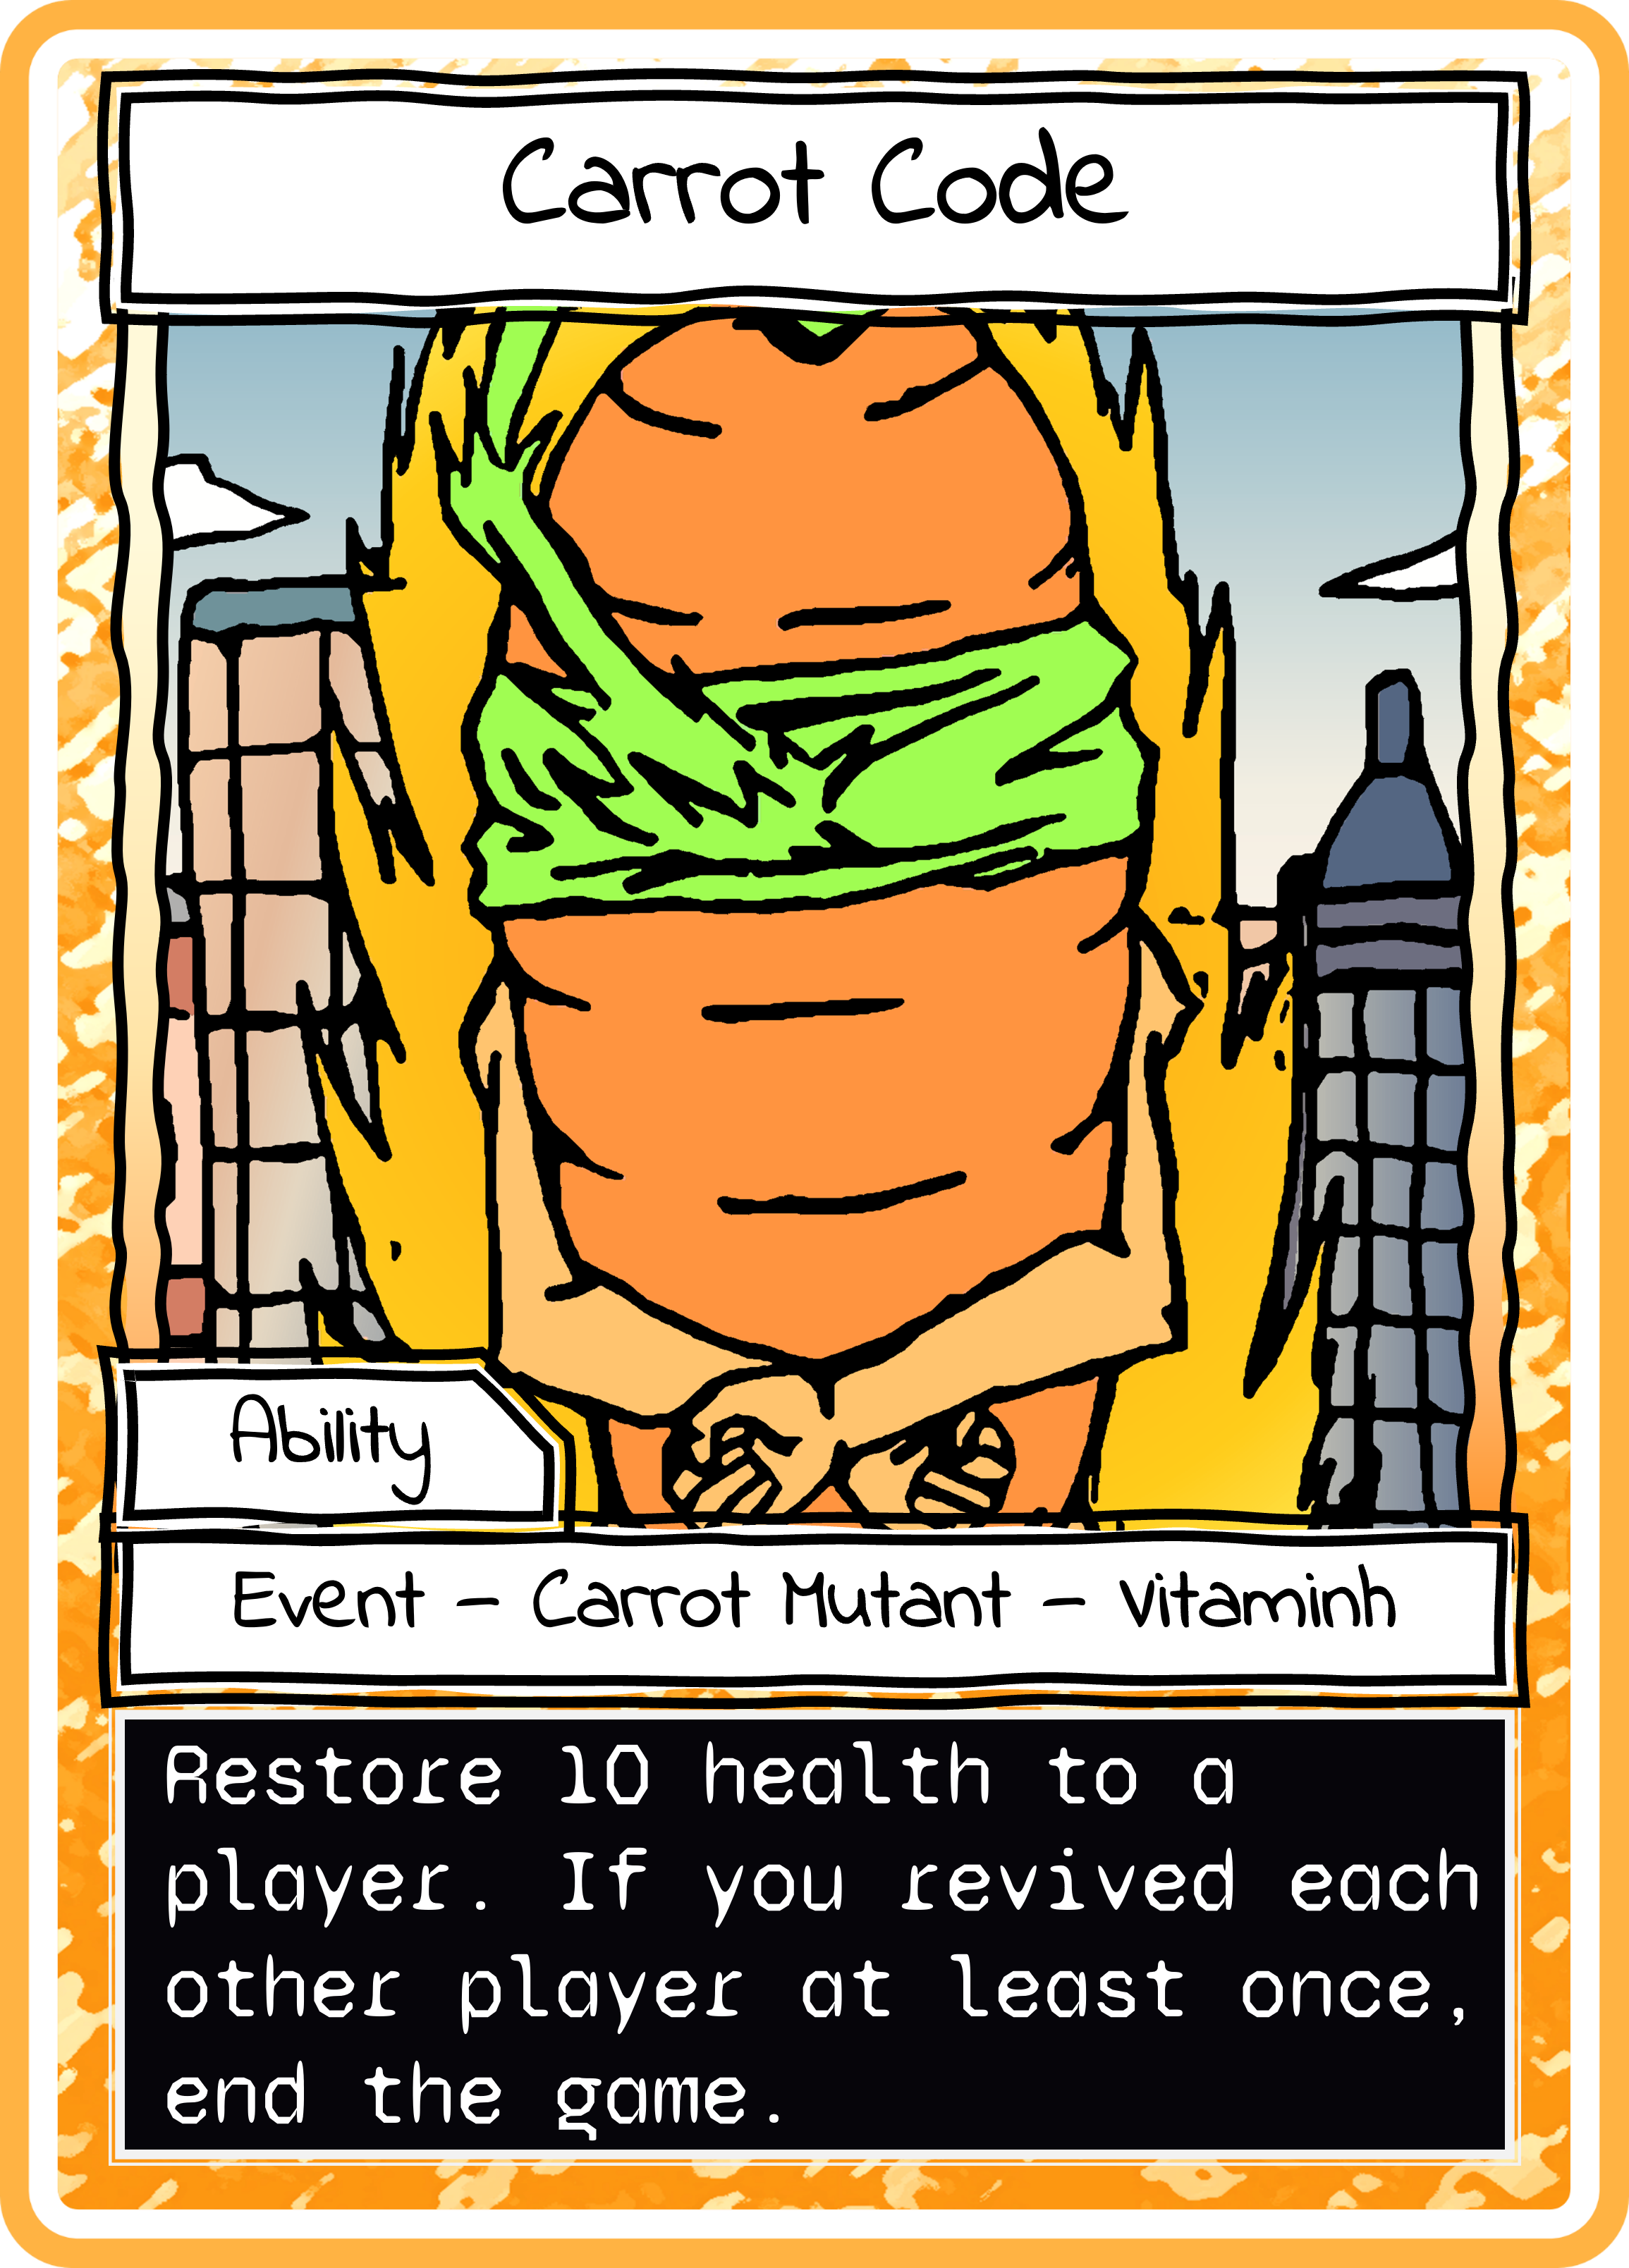 Carrot Code
Ability
Event – Carrot Mutant – Vitaminh
Restore 10 health to a
player. If you revived each
other player at least once,
end the game.